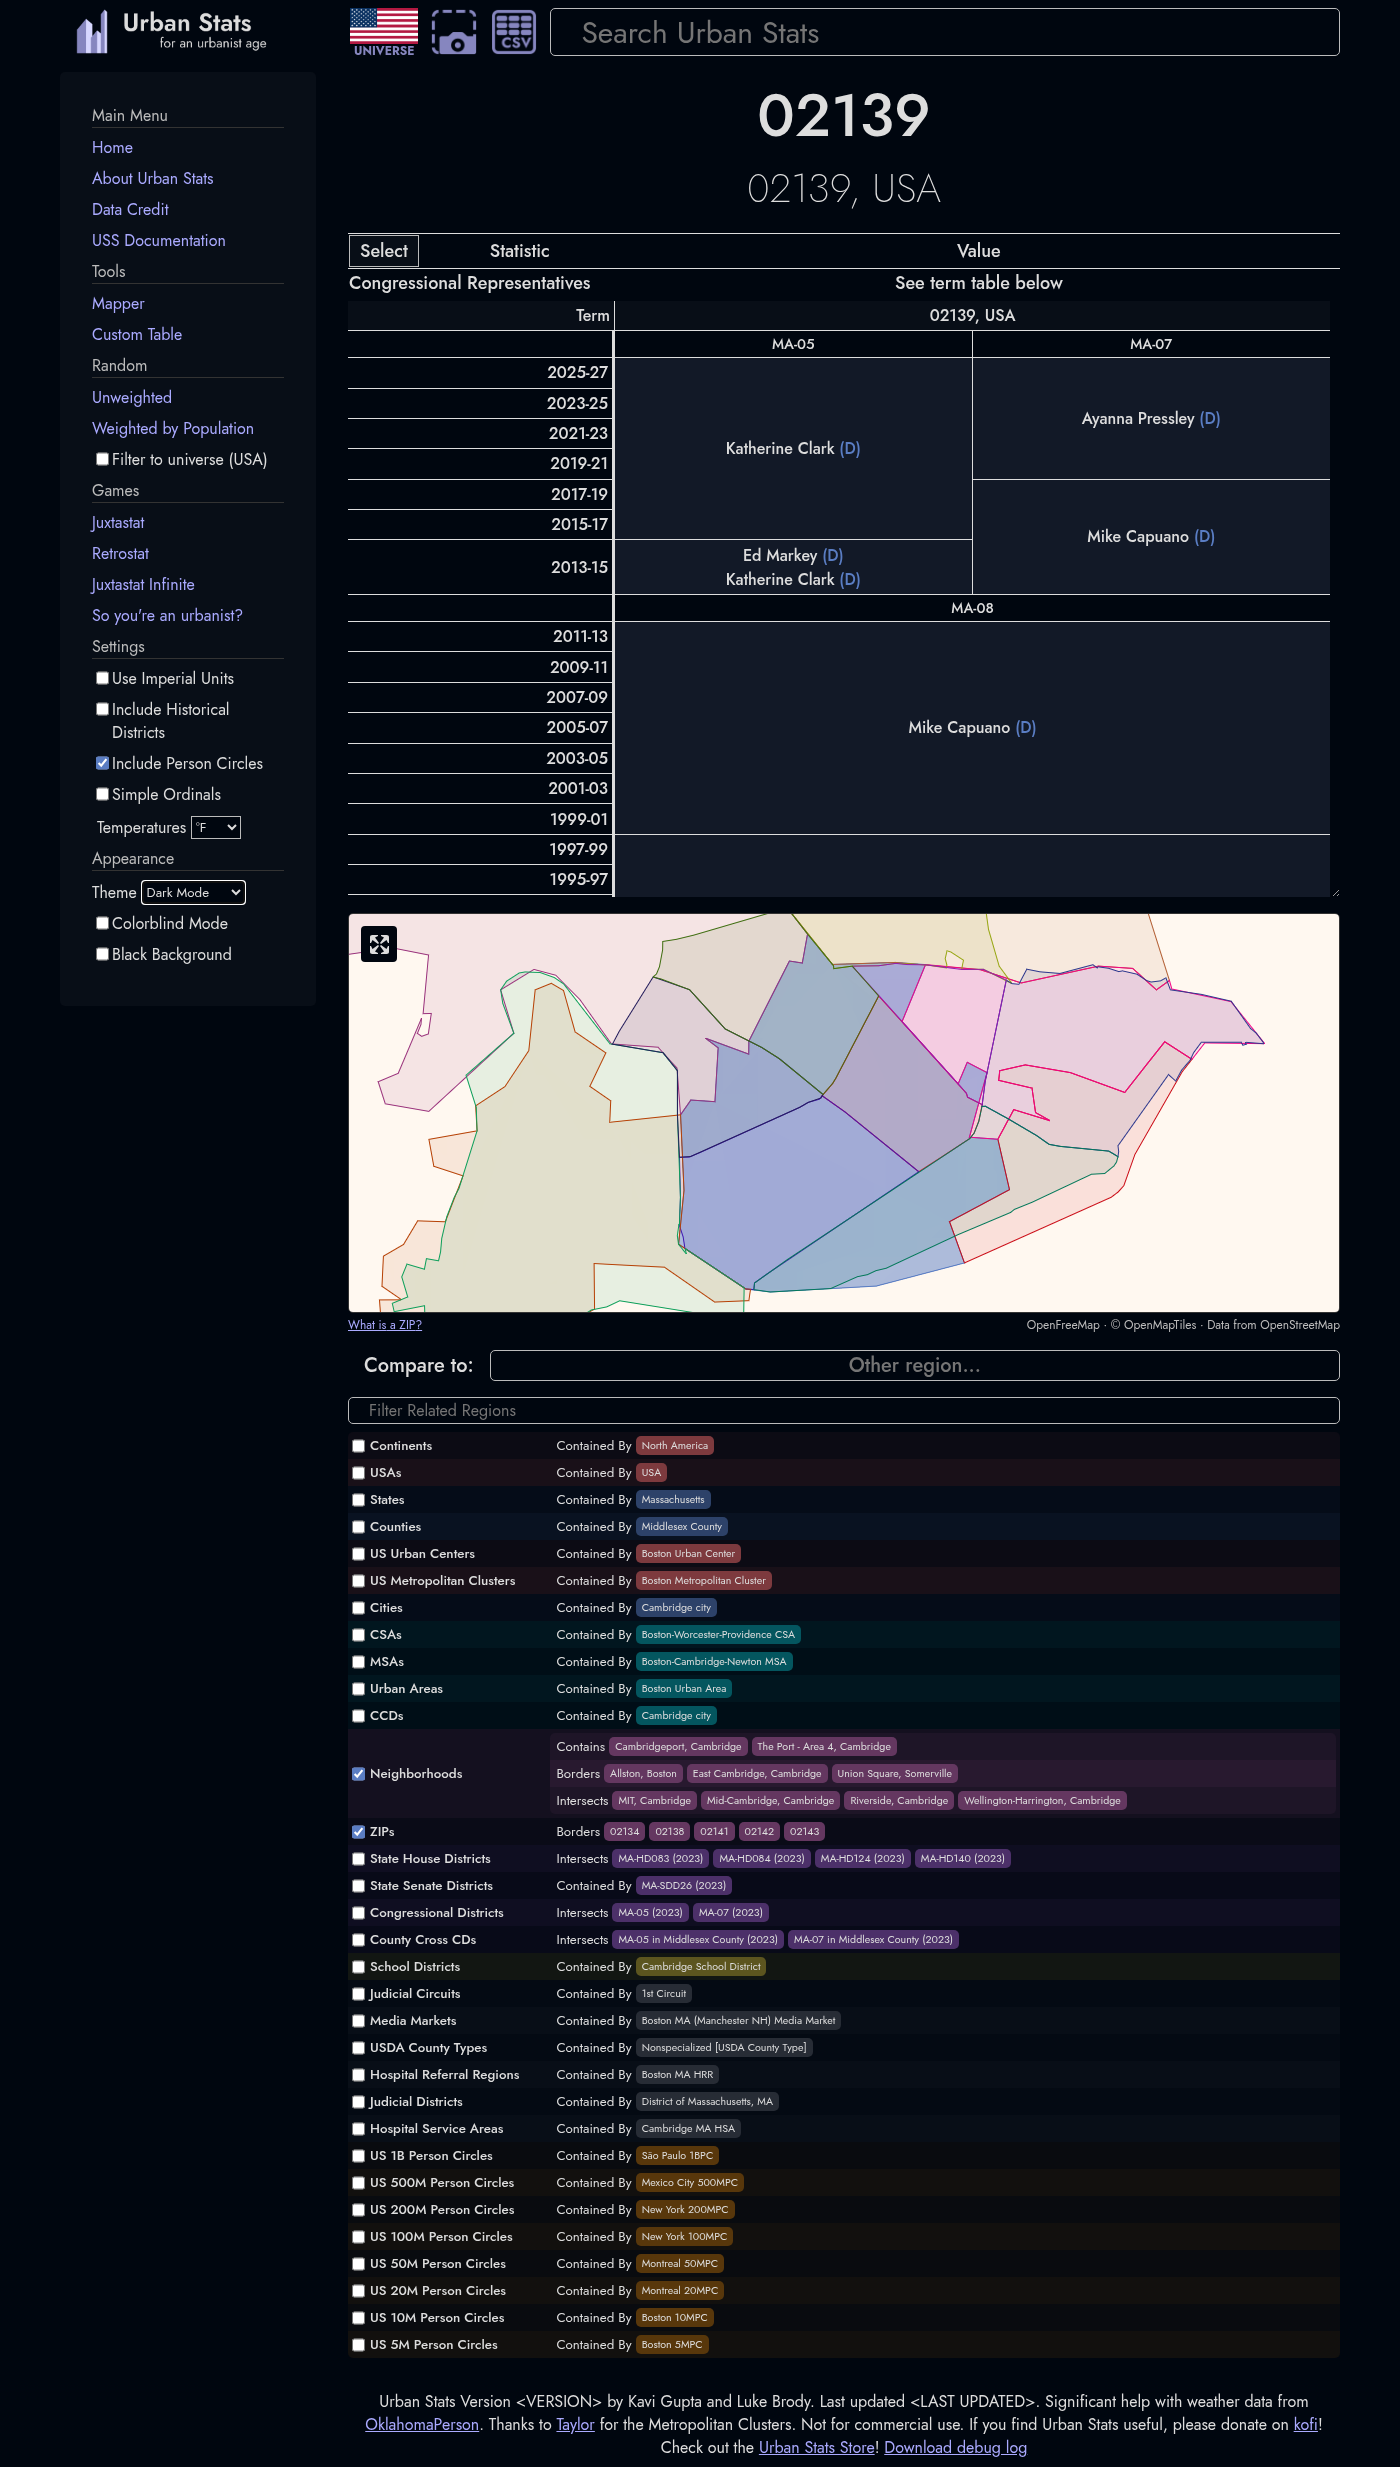 Urban Stats
for an urbanist age
UNIVERSE
CSV
Search Urban Stats
Main Menu
Home
About Urban Stats
Data Credit
USS Documentation
Tools
Mapper
Custom Table
Random
Unweighted
Weighted by Population
Filter to universe (USA)
Games
Juxtastat
Retrostat
Juxtastat Infinite
So you're an urbanist?
Settings
Use Imperial Units
Include Historical
Districts
Include Person Circles
Simple Ordinals
Temperatures °F
Appearance
Theme Dark Mode
Colorblind Mode
Black Background
02139
02139, USA
Select Statistic Value
Congressional Representatives See term table below
Term 02139, USA
MA-05 MA-07
2025-27
2023-25
Ayanna Pressley (D)
2021-23
Katherine Clark (D)
2019-21
2017-19
2015-17
Mike Capuano (D)
Ed Markey (D)
2013-15
Katherine Clark (D)
MA-08
2011-13
2009-11
2007-09
2005-07 Mike Capuano (D)
2003-05
2001-03
1999-01
1997-99
1995-97
What is a ZIP? OpenFreeMap · © OpenMapTiles · Data from OpenStreetMap
Compare to: Other region...
Filter Related Regions
Continents Contained By North America
USAs Contained By USA
States Contained By Massachusetts
Counties Contained By Middlesex County
US Urban Centers Contained By Boston Urban Center
US Metropolitan Clusters Contained By Boston Metropolitan Cluster
Cities Contained By Cambridge city
CSAs Contained By Boston-Worcester-Providence CSA
MSAs Contained By Boston-Cambridge-Newton MSA
Urban Areas Contained By Boston Urban Area
CCDs Contained By Cambridge city
Contains Cambridgeport, Cambridge The Port - Area 4, Cambridge
Neighborhoods Borders Allston, Boston East Cambridge, Cambridge Union Square, Somerville
Intersects MIT, Cambridge Mid-Cambridge, Cambridge Riverside, Cambridge Wellington-Harrington, Cambridge
ZIPs Borders 02134 02138 02141 02142 02143
State House Districts Intersects MA-HD083 (2023) MA-HD084 (2023) MA-HD124 (2023) MA-HD140 (2023)
State Senate Districts Contained By MA-SDD26 (2023)
Congressional Districts Intersects MA-05 (2023) MA-07 (2023)
County Cross CDs Intersects MA-05 in Middlesex County (2023) MA-07 in Middlesex County (2023)
School Districts Contained By Cambridge School District
Judicial Circuits Contained By 1st Circuit
Media Markets Contained By Boston MA (Manchester NH) Media Market
USDA County Types Contained By Nonspecialized [USDA County Type]
Hospital Referral Regions Contained By Boston MA HRR
Judicial Districts Contained By District of Massachusetts, MA
Hospital Service Areas Contained By Cambridge MA HSA
US 1B Person Circles Contained By São Paulo 1BPC
US 500M Person Circles Contained By Mexico City 500MPC
US 200M Person Circles Contained By New York 200MPC
US 100M Person Circles Contained By New York 100MPC
US 50M Person Circles Contained By Montreal 50MPC
US 20M Person Circles Contained By Montreal 20MPC
US 10M Person Circles Contained By Boston 10MPC
US 5M Person Circles Contained By Boston 5MPC
Urban Stats Version <VERSION> by Kavi Gupta and Luke Brody. Last updated <LAST UPDATED>. Significant help with weather data from
OklahomaPerson. Thanks to Taylor for the Metropolitan Clusters. Not for commercial use. If you find Urban Stats useful, please donate on kofi!
Check out the Urban Stats Store! Download debug log